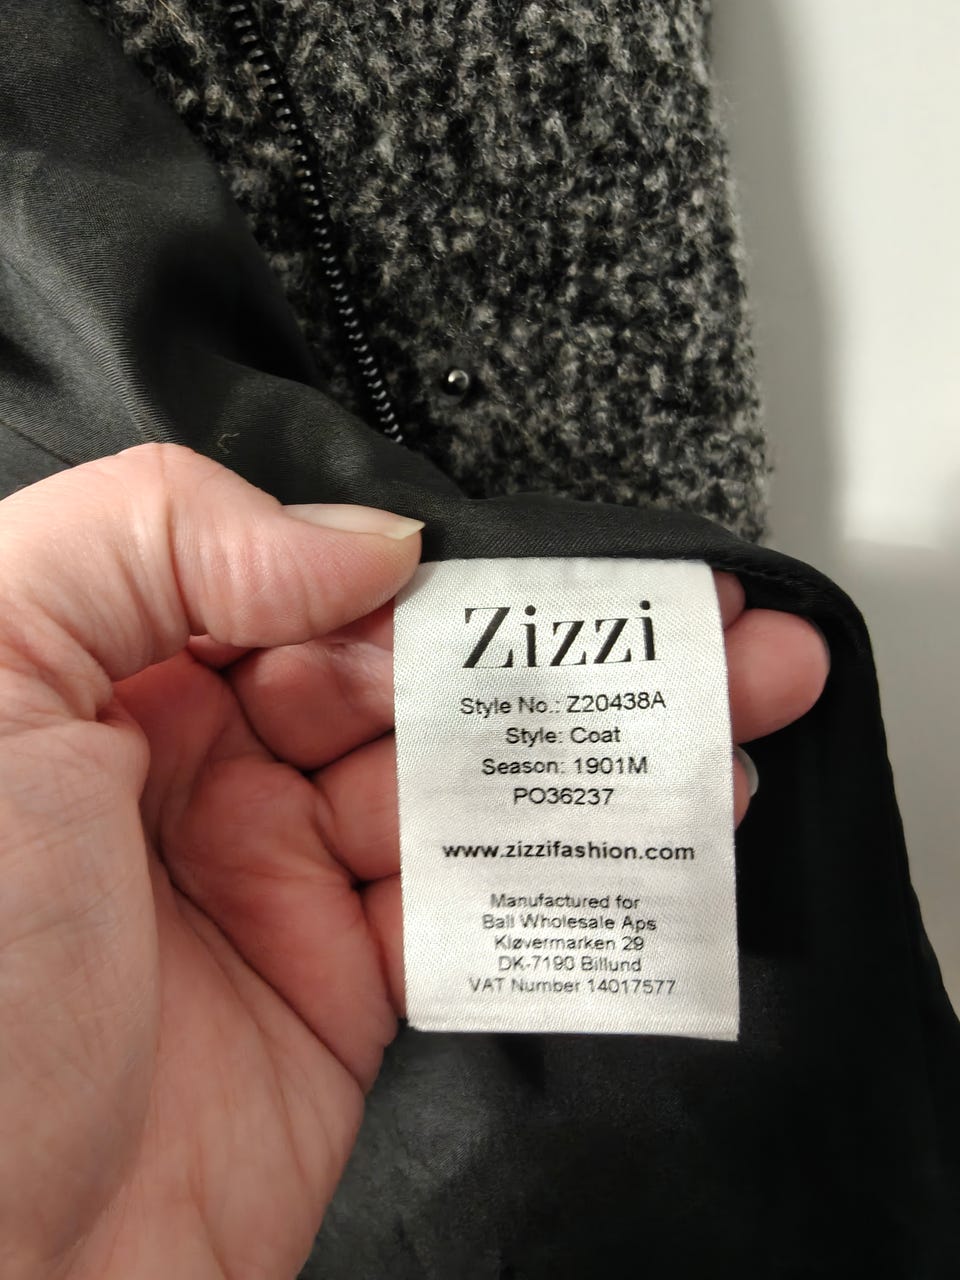 Zizzi
Style No.: Z20438A
Style: Coat
Season: 1901M
PO36237
www.zizzifashion.com
Manufactured for
Ball Wholesale Aps
Kløvermarken 29
DK-7190 Billund
VAT Number 14017577